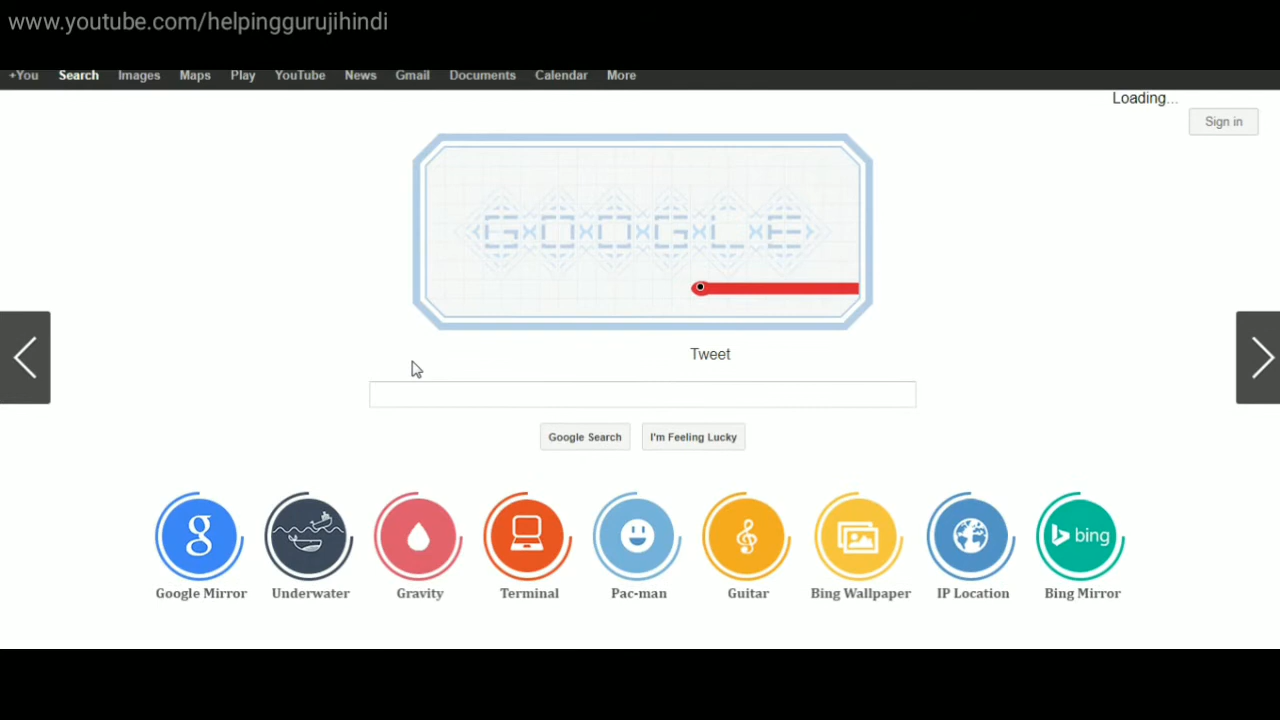 www.youtube.com/helpinggurujihindi
+You Search Images Maps Play YouTube News Gmail Documents Calendar More
Loading...
Sign in
GOOGLE
Tweet
Google Search I'm Feeling Lucky
g bing
Google Mirror Underwater Gravity Terminal Pac-man Guitar Bing Wallpaper IP Location Bing Mirror